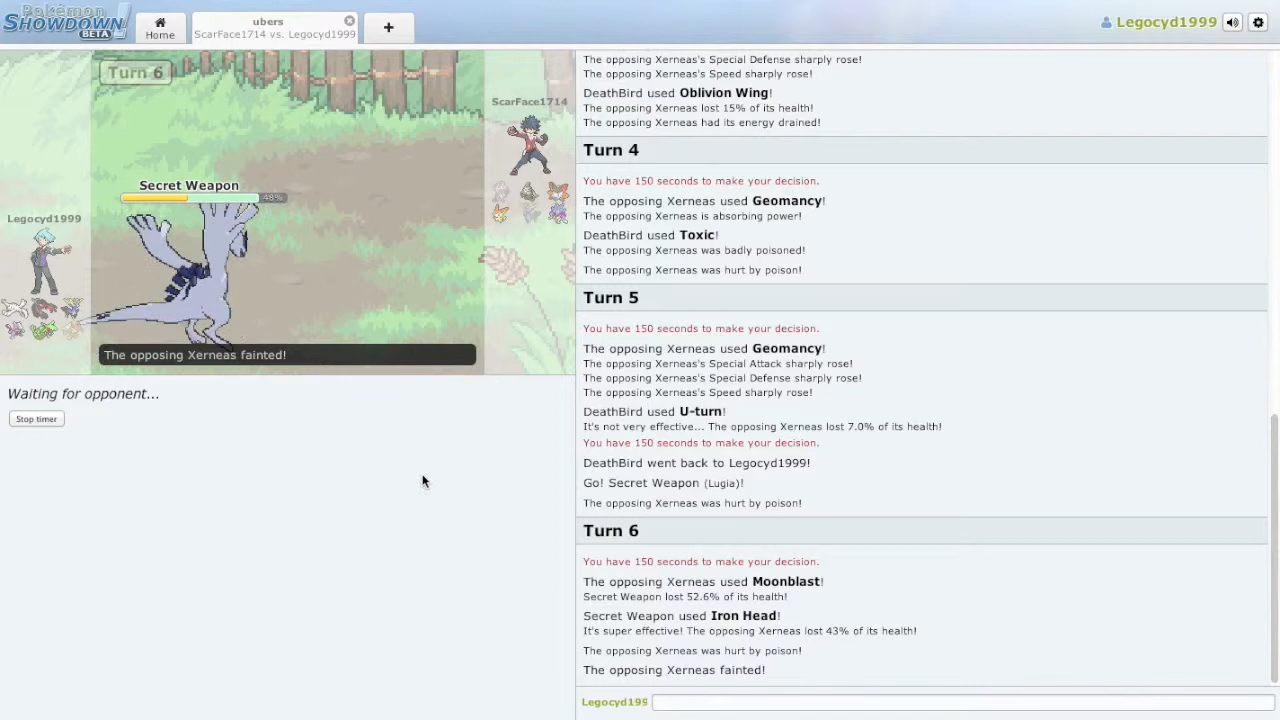 Pokémon
SHOWDOWN!
BETA
Home
ubers
ScarFace1714 vs. Legocyd1999
+
Legocyd1999
Turn 6
ScarFace1714
Secret Weapon
48%
Legocyd1999
The opposing Xerneas fainted!
Waiting for opponent...
Stop timer
The opposing Xerneas's Special Defense sharply rose!
The opposing Xerneas's Speed sharply rose!
DeathBird used Oblivion Wing!
The opposing Xerneas lost 15% of its health!
The opposing Xerneas had its energy drained!
Turn 4
You have 150 seconds to make your decision.
The opposing Xerneas used Geomancy!
The opposing Xerneas is absorbing power!
DeathBird used Toxic!
The opposing Xerneas was badly poisoned!
The opposing Xerneas was hurt by poison!
Turn 5
You have 150 seconds to make your decision.
The opposing Xerneas used Geomancy!
The opposing Xerneas's Special Attack sharply rose!
The opposing Xerneas's Special Defense sharply rose!
The opposing Xerneas's Speed sharply rose!
DeathBird used U-turn!
It's not very effective... The opposing Xerneas lost 7.0% of its health!
You have 150 seconds to make your decision.
DeathBird went back to Legocyd1999!
Go! Secret Weapon (Lugia)!
The opposing Xerneas was hurt by poison!
Turn 6
You have 150 seconds to make your decision.
The opposing Xerneas used Moonblast!
Secret Weapon lost 52.6% of its health!
Secret Weapon used Iron Head!
It's super effective! The opposing Xerneas lost 43% of its health!
The opposing Xerneas was hurt by poison!
The opposing Xerneas fainted!
Legocyd199